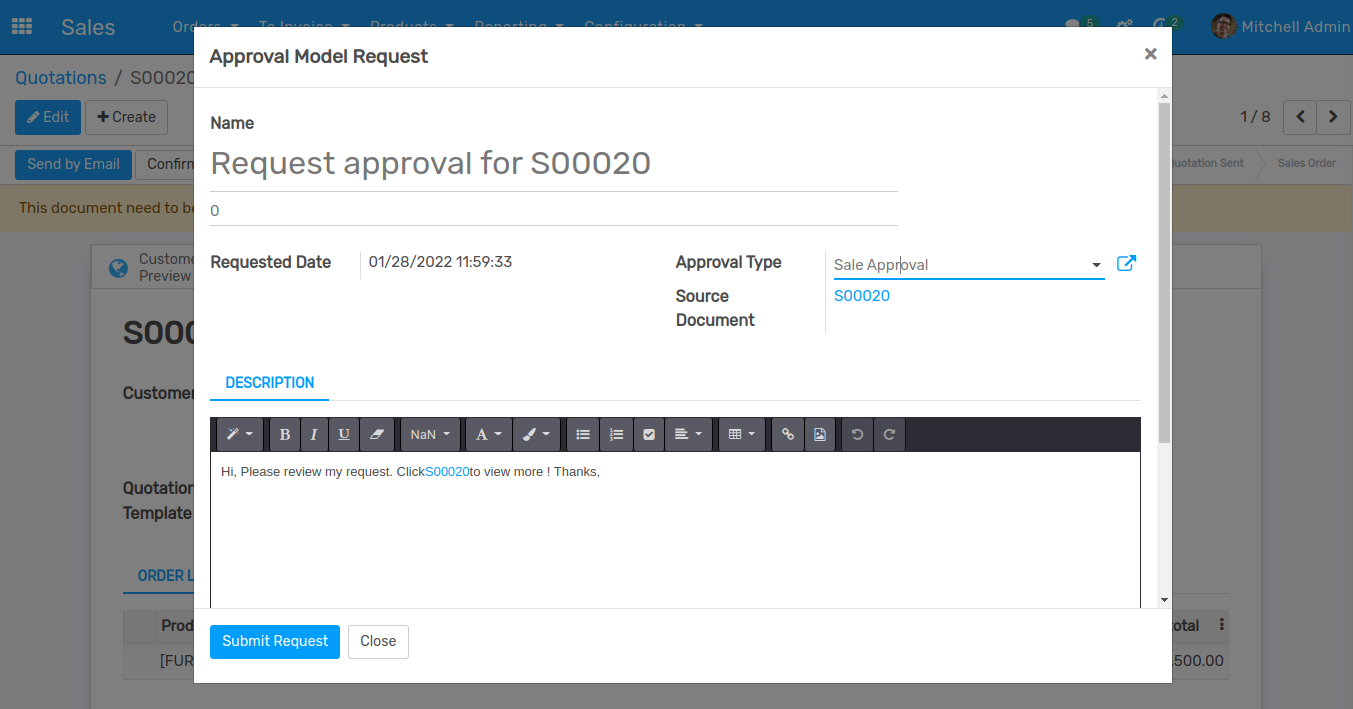 Sales Orders To Invoice Products Reporting Configuration 5 2 Mitchell Admin
Quotations / S00020
Edit Create 1 / 8
Send by Email Confirm Quotation Sent Sales Order
This document need to be
Customer
Preview
Customer
Quotation
Template
Approval Model Request
Name
Request approval for S00020
0
Requested Date 01/28/2022 11:59:33 Approval Type Sale Approval
Source
Document
S00020
DESCRIPTION
B I U NaN A
Hi, Please review my request. ClickS00020to view more ! Thanks,
Submit Request Close
ORDER L
Prod otal
[FUR .500.00